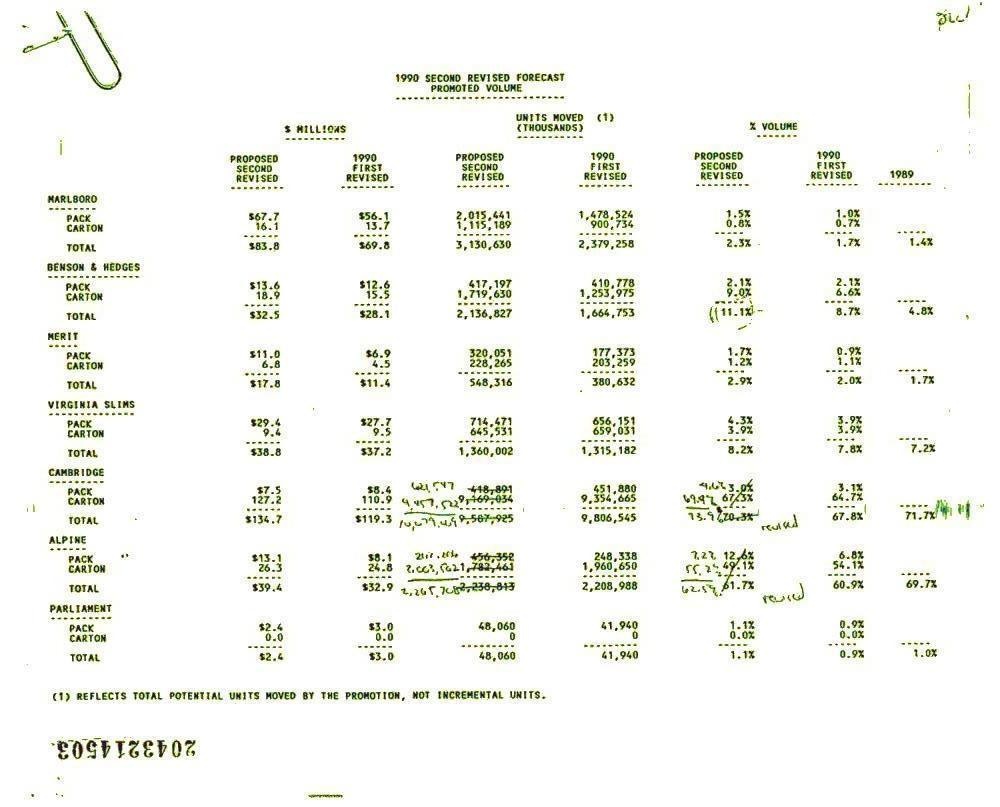 1990 SECOND REVISED FORECAST
PROMOTED VOLUME
$ MILLIONS UNITS MOVED (1) (THOUSANDS) % VOLUME
PROPOSED SECOND REVISED 1990 FIRST REVISED PROPOSED SECOND REVISED 1990 FIRST REVISED PROPOSED SECOND REVISED 1990 FIRST REVISED 1989
MARLBORO
PACK $67.7 $56.1 2,015,441 1,478,524 1.5% 1.0%
CARTON 16.1 13.7 1,115,189 900,734 0.8% 0.7%
TOTAL $83.8 $69.8 3,130,630 2,379,258 2.3% 1.7% 1.4%
BENSON & HEDGES
PACK $13.6 $12.6 417,197 410,778 2.1% 2.1%
CARTON 18.9 15.5 1,719,630 1,253,975 9.0% 6.6%
TOTAL $32.5 $28.1 2,136,827 1,664,753 11.1% 8.7% 4.8%
MERIT
PACK $11.0 $6.9 320,051 177,373 1.7% 0.9%
CARTON 6.8 4.5 228,265 203,259 1.2% 1.1%
TOTAL $17.8 $11.4 548,316 380,632 2.9% 2.0% 1.7%
VIRGINIA SLIMS
PACK $29.4 $27.7 714,471 656,151 4.3% 3.9%
CARTON 9.4 9.5 645,531 659,031 3.9% 3.9%
TOTAL $38.8 $37.2 1,360,002 1,315,182 8.2% 7.8% 7.2%
CAMBRIDGE
PACK $7.5 $8.4 418,891 451,880 3.0% 3.1%
CARTON 127.2 110.9 9,169,034 9,354,665 67.3% 64.7%
TOTAL $134.7 $119.3 9,587,925 9,806,545 70.3% revised 67.8% 71.7%
ALPINE
PACK $13.1 $8.1 456,352 248,338 7.2% 12.6% 6.8%
CARTON 26.3 24.8 1,782,461 1,960,650 49.1% 54.1%
TOTAL $39.4 $32.9 2,238,813 2,208,988 61.7% revised 60.9% 69.7%
PARLIAMENT
PACK $2.4 $3.0 48,060 41,940 1.1% 0.9%
CARTON 0.0 0.0 0 0 0.0% 0.0%
TOTAL $2.4 $3.0 48,060 41,940 1.1% 0.9% 1.0%
(1) REFLECTS TOTAL POTENTIAL UNITS MOVED BY THE PROMOTION, NOT INCREMENTAL UNITS.
2043214503